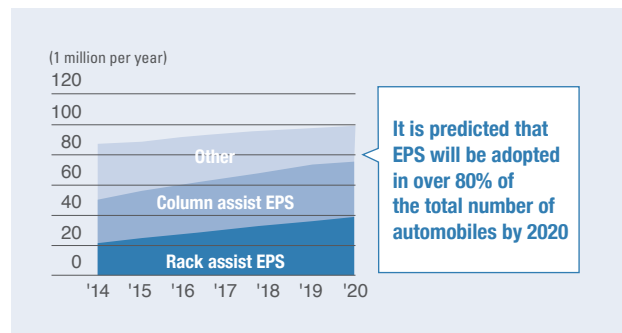 (1 million per year)
120
100
80
60
40
20
0
Other
Column assist EPS
Rack assist EPS
'14 '15 '16 '17 '18 '19 '20
It is predicted that
EPS will be adopted
in over 80% of
the total number of
automobiles by 2020